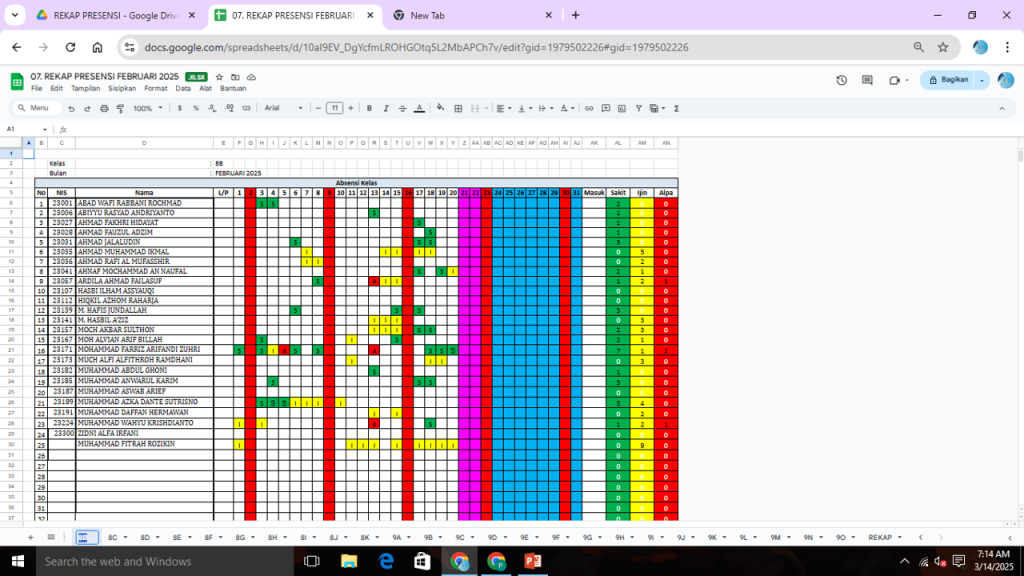 REKAP PRESENSI - Google Driv
07. REKAP PRESENSI FEBRUARI
New Tab
docs.google.com/spreadsheets/d/10aI9EV_DgYcfmLROHGOtq5L2MbAPCh7v/edit?gid=1979502226#gid=1979502226
07. REKAP PRESENSI FEBRUARI 2025 .XLSX
File Edit Tampilan Sisipkan Format Data Alat Bantuan
Bagikan
Menu 100% $ % .0 .00 123 Arial 11 B I
A1 fx
Kelas : 8B
Bulan : FEBRUARI 2025
Absensi Kelas
No NIS Nama L/P 1 2 3 4 5 6 7 8 9 10 11 12 13 14 15 16 17 18 19 20 21 22 23 24 25 26 27 28 29 30 31 Masuk Sakit Ijin Alpa
1 23001 ABAD WAFI RABBANI ROCHMAD S S 2 0 0
2 23006 ABIYYU RASYAD ANDRIYANTO S 1 0 0
3 23027 AHMAD FAKHRI HIDAYAT S 1 0 0
4 23028 AHMAD FAUZUL ADZIM S 1 0 0
5 23031 AHMAD JALALUDIN S S S 3 0 0
6 23035 AHMAD MUHAMMAD IKMAL I I I I I 0 5 0
7 23036 AHMAD RAFI AL MUFASSHIR I I 0 2 0
8 23041 AHNAF MOCHAMMAD AN NAUFAL S S I 2 1 0
9 23057 ARDILA AHMAD FAILASUF S A I I 1 2 1
10 23107 HASBI ILHAM ASSYAUQI 0 0 0
11 23112 HIQKIL AZHOM RAHARJA 0 0 0
12 23139 M. HAFIS JUNDALLAH S S S 3 0 0
13 23141 M. HASBIL A'ZIZ I I I 0 3 0
14 23157 MOCH AKBAR SULTHON I I I S S 2 3 0
15 23167 MOH ALVIAN ARIF BILLAH S I S 2 1 0
16 23171 MOHAMMAD FARRIZ ARIFANDI ZUHRI S S I A S S A S S S 7 1 2
17 23173 MUCH ALFI ALFITHROH RAMDHANI I I I 0 3 0
18 23182 MUHAMMAD ABDUL GHONI S 1 0 0
19 23185 MUHAMMAD ANWARUL KARIM S S S 3 0 0
20 23187 MUHAMMAD ASWAB ARIEF 0 0 0
21 23189 MUHAMMAD AZKA DANTE SUTRISNO S S S I I I I 3 4 0
22 23191 MUHAMMAD DAFFAN HERMAWAN I I 0 2 0
23 23224 MUHAMMAD WAHYU KRISHDIANTO I I A S 1 2 1
24 23300 ZIDNI ALFA IRFANI 0 0 0
25 MUHAMMAD FITRAH ROZIKIN I I I I I I I I I 0 9 0
26 0 0 0
27 0 0 0
28 0 0 0
29 0 0 0
30 0 0 0
31 0 0 0
8C 8D 8E 8F 8G 8H 8I 8J 8K 9A 9B 9C 9D 9E 9F 9G 9H 9I 9J 9K 9L 9M 9N 9O REKAP
Search the web and Windows
7:14 AM
3/14/2025